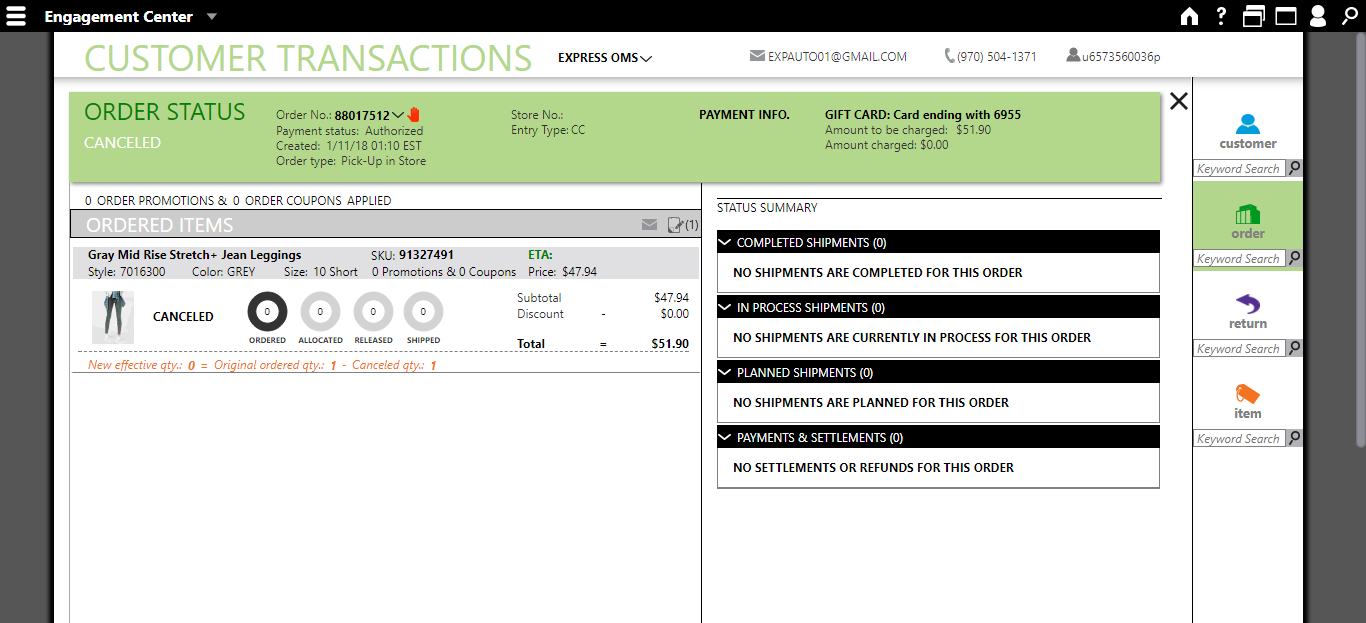 Engagement Center
?
CUSTOMER TRANSACTIONS
EXPRESS OMS
EXPAUTO01@GMAIL.COM
(970) 504-1371
u6573560036p
ORDER STATUS
CANCELED
Order No.: 88017512
Payment status: Authorized
Created: 1/11/18 01:10 EST
Order type: Pick-Up in Store
Store No.:
Entry Type: CC
PAYMENT INFO.
GIFT CARD: Card ending with 6955
Amount to be charged: $51.90
Amount charged: $0.00
0 ORDER PROMOTIONS & 0 ORDER COUPONS APPLIED
ORDERED ITEMS
(1)
Gray Mid Rise Stretch+ Jean Leggings SKU: 91327491 ETA:
Style: 7016300 Color: GREY Size: 10 Short 0 Promotions & 0 Coupons Price: $47.94
CANCELED
0 0 0 0
ORDERED ALLOCATED RELEASED SHIPPED
Subtotal $47.94
Discount - $0.00
Total = $51.90
New effective qty.: 0 = Original ordered qty.: 1 - Canceled qty.: 1
STATUS SUMMARY
COMPLETED SHIPMENTS (0)
NO SHIPMENTS ARE COMPLETED FOR THIS ORDER
IN PROCESS SHIPMENTS (0)
NO SHIPMENTS ARE CURRENTLY IN PROCESS FOR THIS ORDER
PLANNED SHIPMENTS (0)
NO SHIPMENTS ARE PLANNED FOR THIS ORDER
PAYMENTS & SETTLEMENTS (0)
NO SETTLEMENTS OR REFUNDS FOR THIS ORDER
customer
Keyword Search
order
Keyword Search
return
Keyword Search
item
Keyword Search